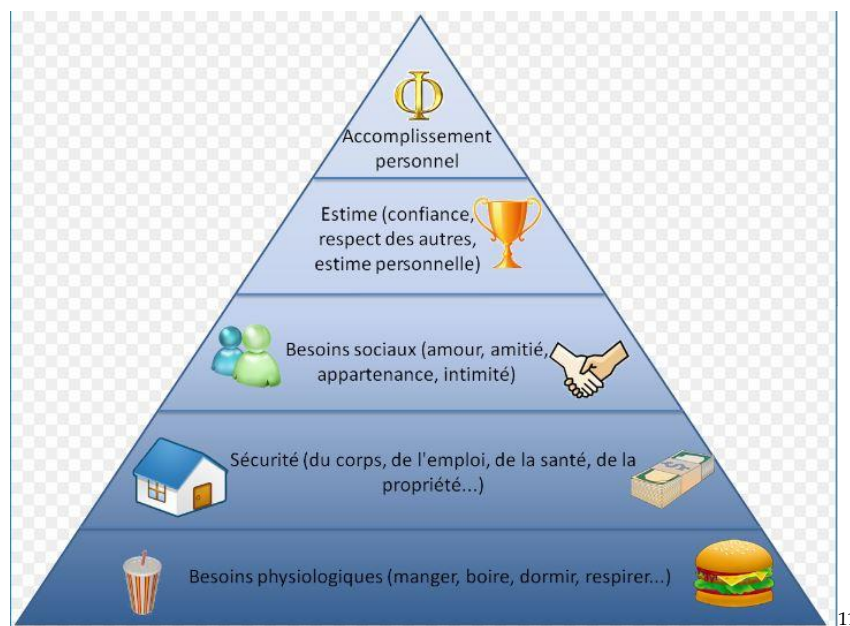 Φ
Accomplissement
personnel
Estime (confiance,
respect des autres,
estime personnelle)
Besoins sociaux (amour, amitié,
appartenance, intimité)
Sécurité (du corps, de l'emploi, de la santé, de la
propriété...)
Besoins physiologiques (manger, boire, dormir, respirer...)